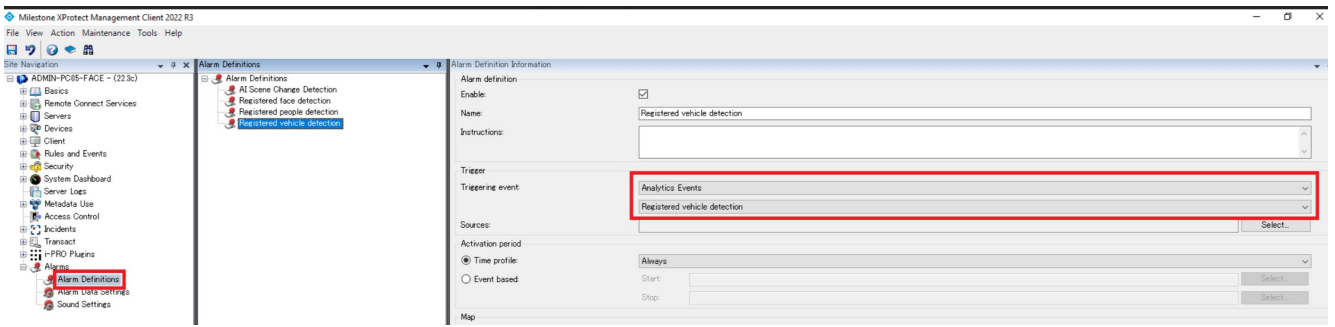 Milestone XProtect Management Client 2022 R3
File View Action Maintenance Tools Help
Site Navigation
ADMIN-PC05-FACE - (22.3c)
Basics
Remote Connect Services
Servers
Devices
Client
Rules and Events
Security
System Dashboard
Server Logs
Metadata Use
Access Control
Incidents
Transact
i-PRO Plugins
Alarms
Alarm Definitions
Alarm Data Settings
Sound Settings
Alarm Definitions
Alarm Definitions
AI Scene Change Detection
Registered face detection
Registered people detection
Registered vehicle detection
Alarm Definition Information
Alarm definition
Enable:
Name: Registered vehicle detection
Instructions:
Trigger
Triggering event: Analytics Events
Registered vehicle detection
Sources: Select...
Activation period
Time profile: Always
Event based: Start: Select...
Stop: Select...
Map